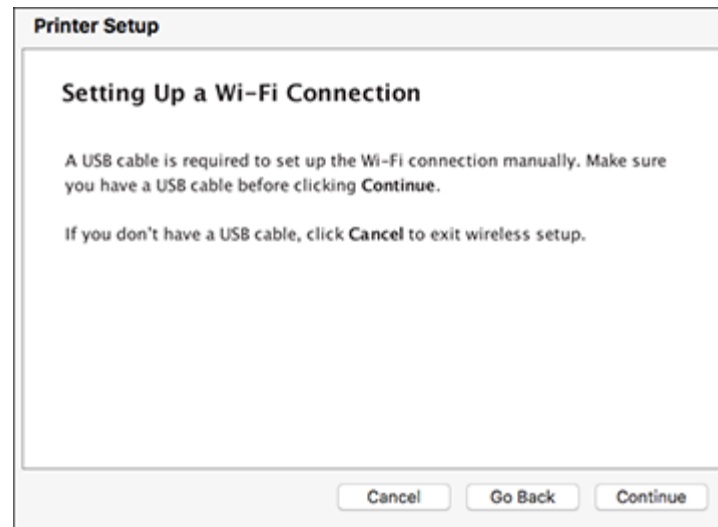 Printer Setup
Setting Up a Wi-Fi Connection
A USB cable is required to set up the Wi-Fi connection manually. Make sure
you have a USB cable before clicking Continue.
If you don't have a USB cable, click Cancel to exit wireless setup.
Cancel
Go Back
Continue